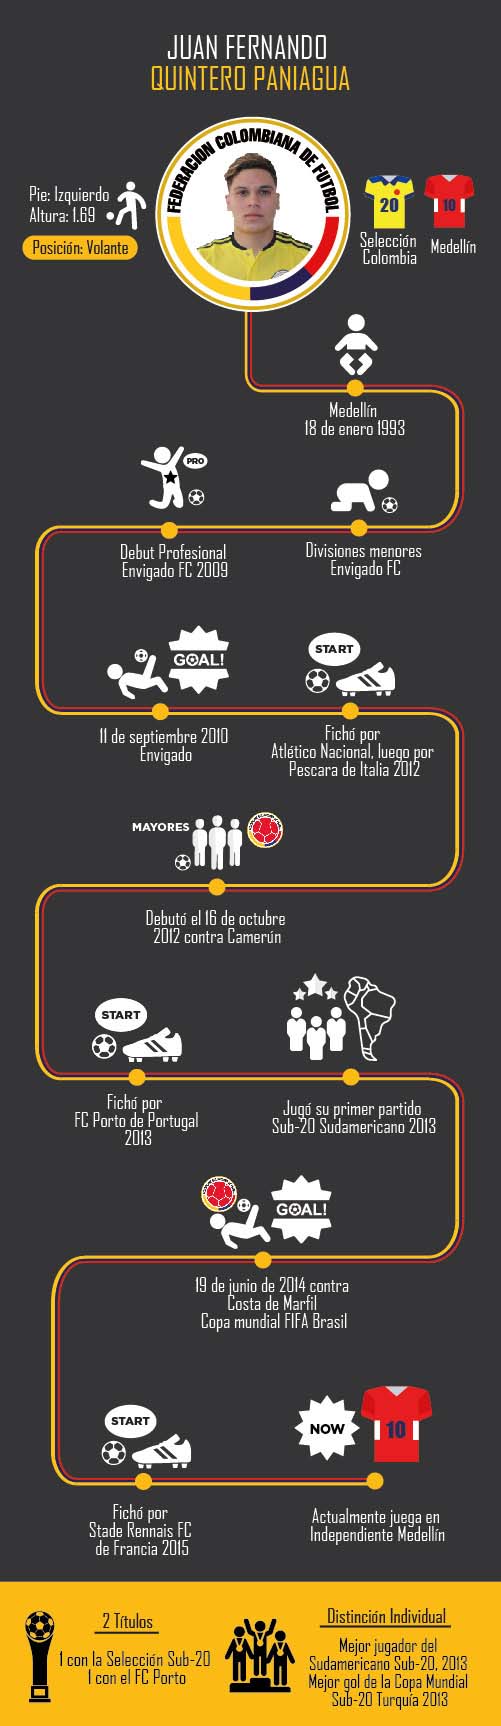 JUAN FERNANDO
QUINTERO PANIAGUA
FEDERACION COLOMBIANA DE FUTBOL
Pie: Izquierdo
Altura: 1.69
Posición: Volante
20
10
Selección
Colombia
Medellín
Medellín
18 de enero 1993
PRO
Debut Profesional
Envigado FC 2009
Divisiones menores
Envigado FC
GOAL!
START
11 de septiembre 2010
Envigado
Fichó por
Atlético Nacional, luego por
Pescara de Italia 2012
MAYORES
Debutó el 16 de octubre
2012 contra Camerún
START
Fichó por
FC Porto de Portugal
2013
Jugó su primer partido
Sub-20 Sudamericano 2013
GOAL!
19 de junio de 2014 contra
Costa de Marfil
Copa mundial FIFA Brasil
START
NOW
10
Fichó por
Stade Rennais FC
de Francia 2015
Actualmente juega en
Independiente Medellín
2 Títulos
1 con la Selección Sub-20
1 con el FC Porto
Distinción Individual
Mejor jugador del
Sudamericano Sub-20, 2013
Mejor gol de la Copa Mundial
Sub-20 Turquía 2013